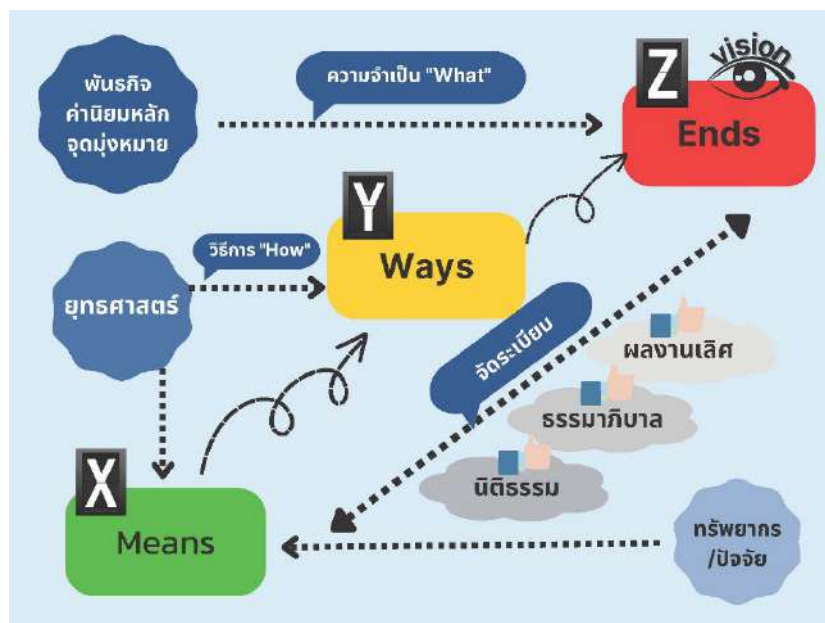 พันธกิจ
ค่านิยมหลัก
จุดมุ่งหมาย
ความจำเป็น "What"
Z
vision
Ends
Y
Ways
วิธีการ "How"
ยุทธศาสตร์
จัดระเบียบ
ผลงานเลิศ
ธรรมาภิบาล
นิติธรรม
X
Means
ทรัพยากร
/ปัจจัย